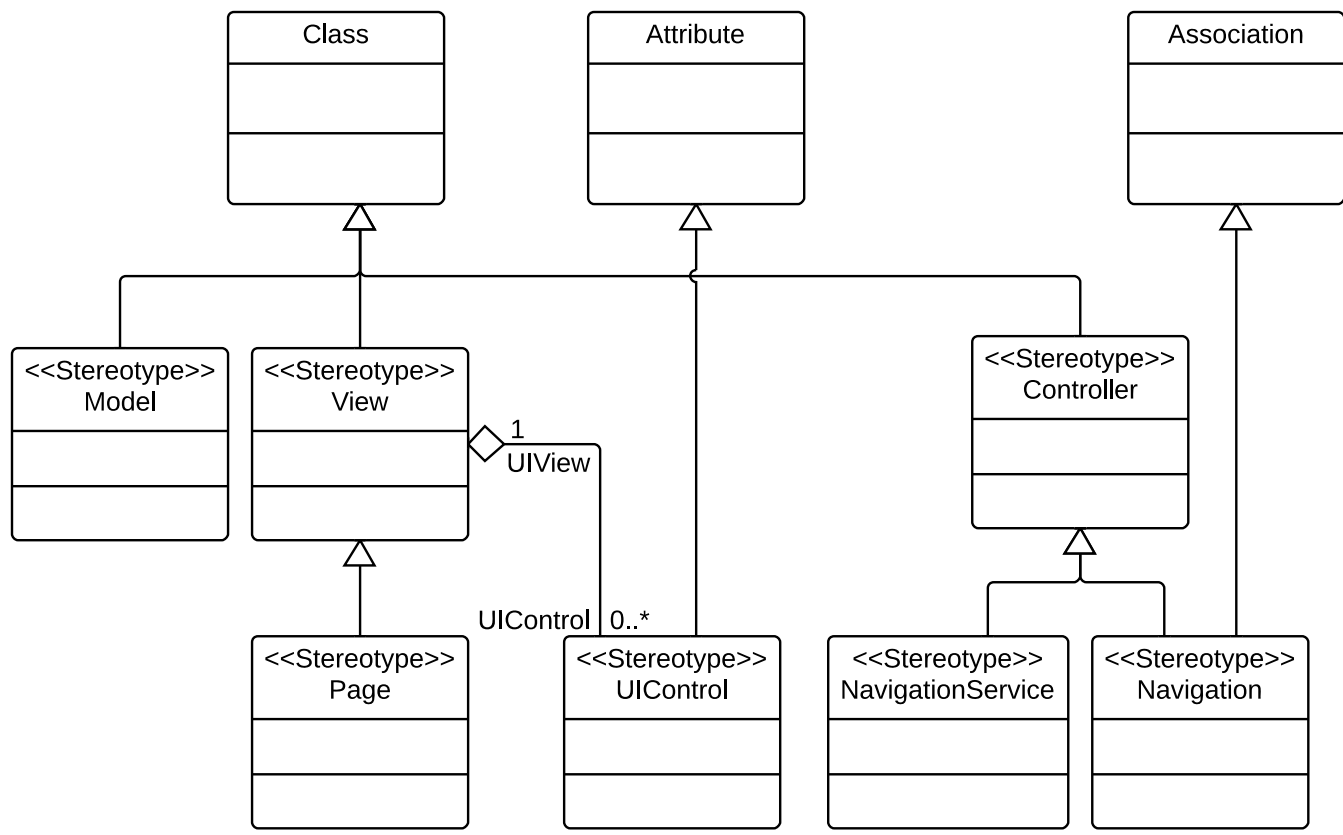 Class
Attribute
Association
<<Stereotype>>
Model
<<Stereotype>>
View
<<Stereotype>>
Controller
1
UIView
UIControl
0..*
<<Stereotype>>
Page
<<Stereotype>>
UIControl
<<Stereotype>>
NavigationService
<<Stereotype>>
Navigation